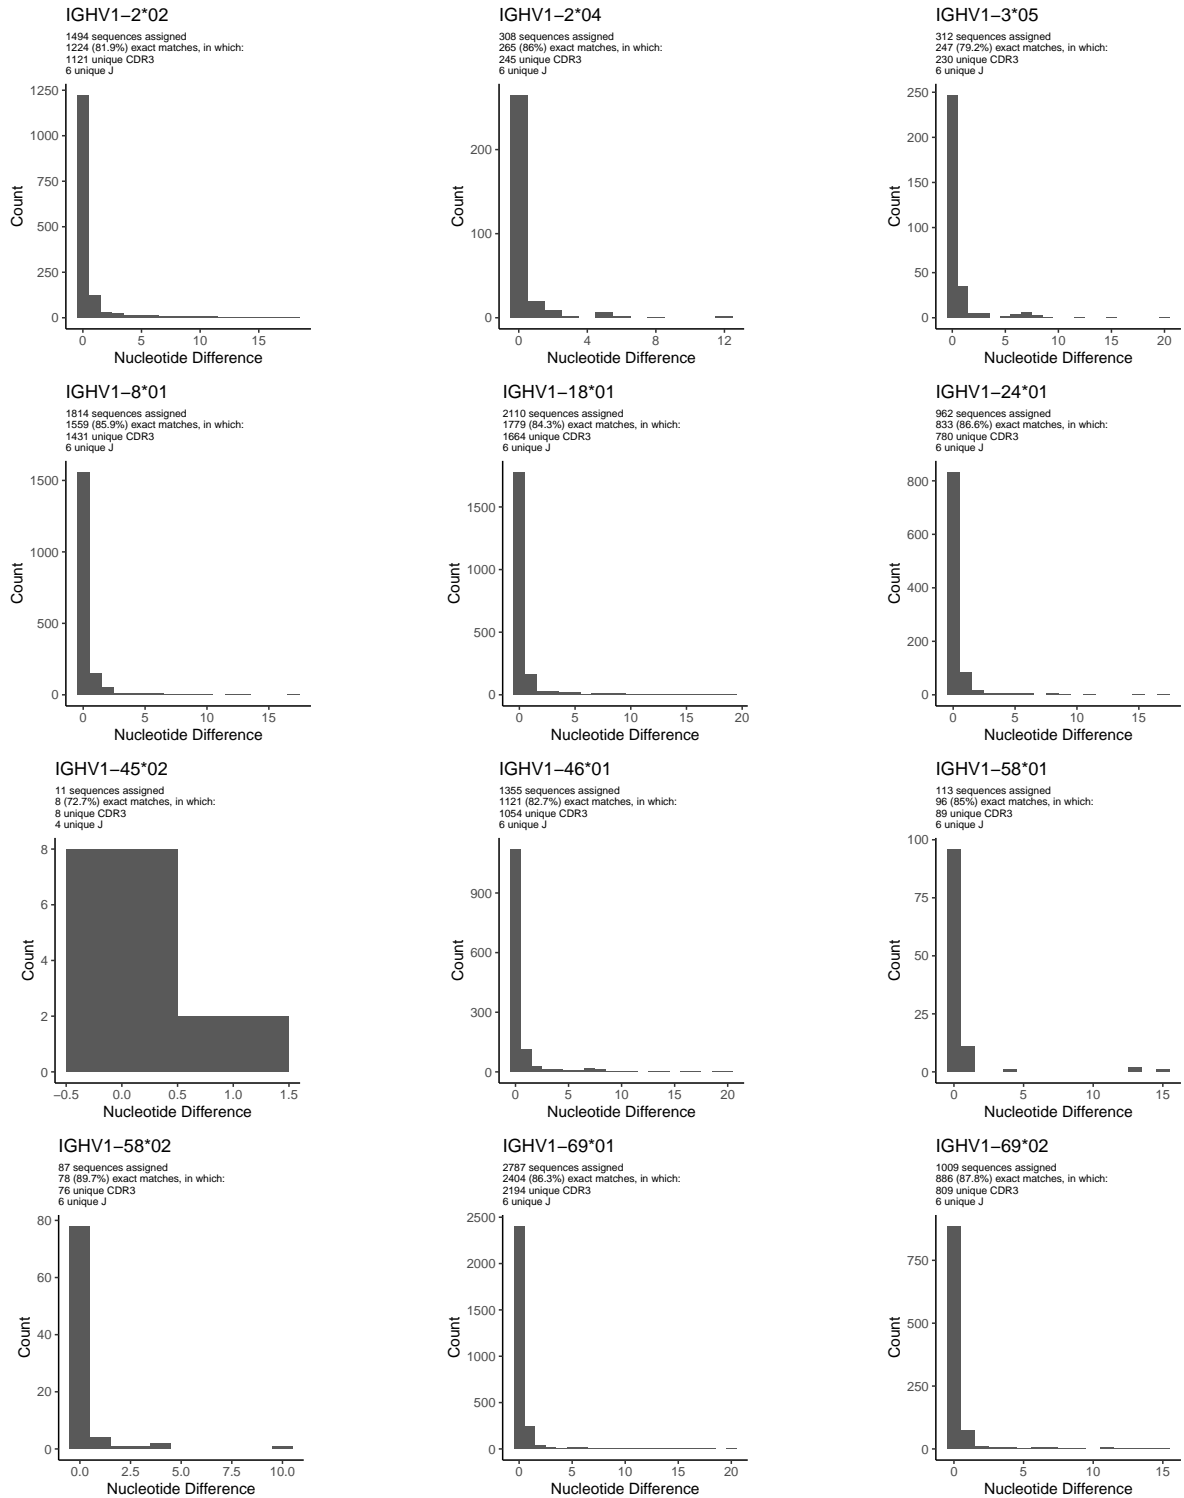 IGHV1−2*02
1494 sequences assigned
1224 (81.9%) exact matches, in which:
1121 unique CDR3
6 unique J
1250
1000
750
500
250
0
Count
0 5 10 15
Nucleotide Difference
IGHV1−2*04
308 sequences assigned
265 (86%) exact matches, in which:
245 unique CDR3
6 unique J
200
100
0
Count
0 4 8 12
Nucleotide Difference
IGHV1−3*05
312 sequences assigned
247 (79.2%) exact matches, in which:
230 unique CDR3
6 unique J
250
200
150
100
50
0
Count
0 5 10 15 20
Nucleotide Difference
IGHV1−8*01
1814 sequences assigned
1559 (85.9%) exact matches, in which:
1431 unique CDR3
6 unique J
1500
1000
500
0
Count
0 5 10 15
Nucleotide Difference
IGHV1−18*01
2110 sequences assigned
1779 (84.3%) exact matches, in which:
1664 unique CDR3
6 unique J
1500
1000
500
0
Count
0 5 10 15 20
Nucleotide Difference
IGHV1−24*01
962 sequences assigned
833 (86.6%) exact matches, in which:
780 unique CDR3
6 unique J
800
600
400
200
0
Count
0 5 10 15
Nucleotide Difference
IGHV1−45*02
11 sequences assigned
8 (72.7%) exact matches, in which:
8 unique CDR3
4 unique J
8
6
4
2
0
Count
−0.5 0.0 0.5 1.0 1.5
Nucleotide Difference
IGHV1−46*01
1355 sequences assigned
1121 (82.7%) exact matches, in which:
1054 unique CDR3
6 unique J
900
600
300
0
Count
0 5 10 15 20
Nucleotide Difference
IGHV1−58*01
113 sequences assigned
96 (85%) exact matches, in which:
89 unique CDR3
6 unique J
100
75
50
25
0
Count
0 5 10 15
Nucleotide Difference
IGHV1−58*02
87 sequences assigned
78 (89.7%) exact matches, in which:
76 unique CDR3
6 unique J
80
60
40
20
0
Count
0.0 2.5 5.0 7.5 10.0
Nucleotide Difference
IGHV1−69*01
2787 sequences assigned
2404 (86.3%) exact matches, in which:
2194 unique CDR3
6 unique J
2500
2000
1500
1000
500
0
Count
0 5 10 15 20
Nucleotide Difference
IGHV1−69*02
1009 sequences assigned
886 (87.8%) exact matches, in which:
809 unique CDR3
6 unique J
750
500
250
0
Count
0 5 10 15
Nucleotide Difference